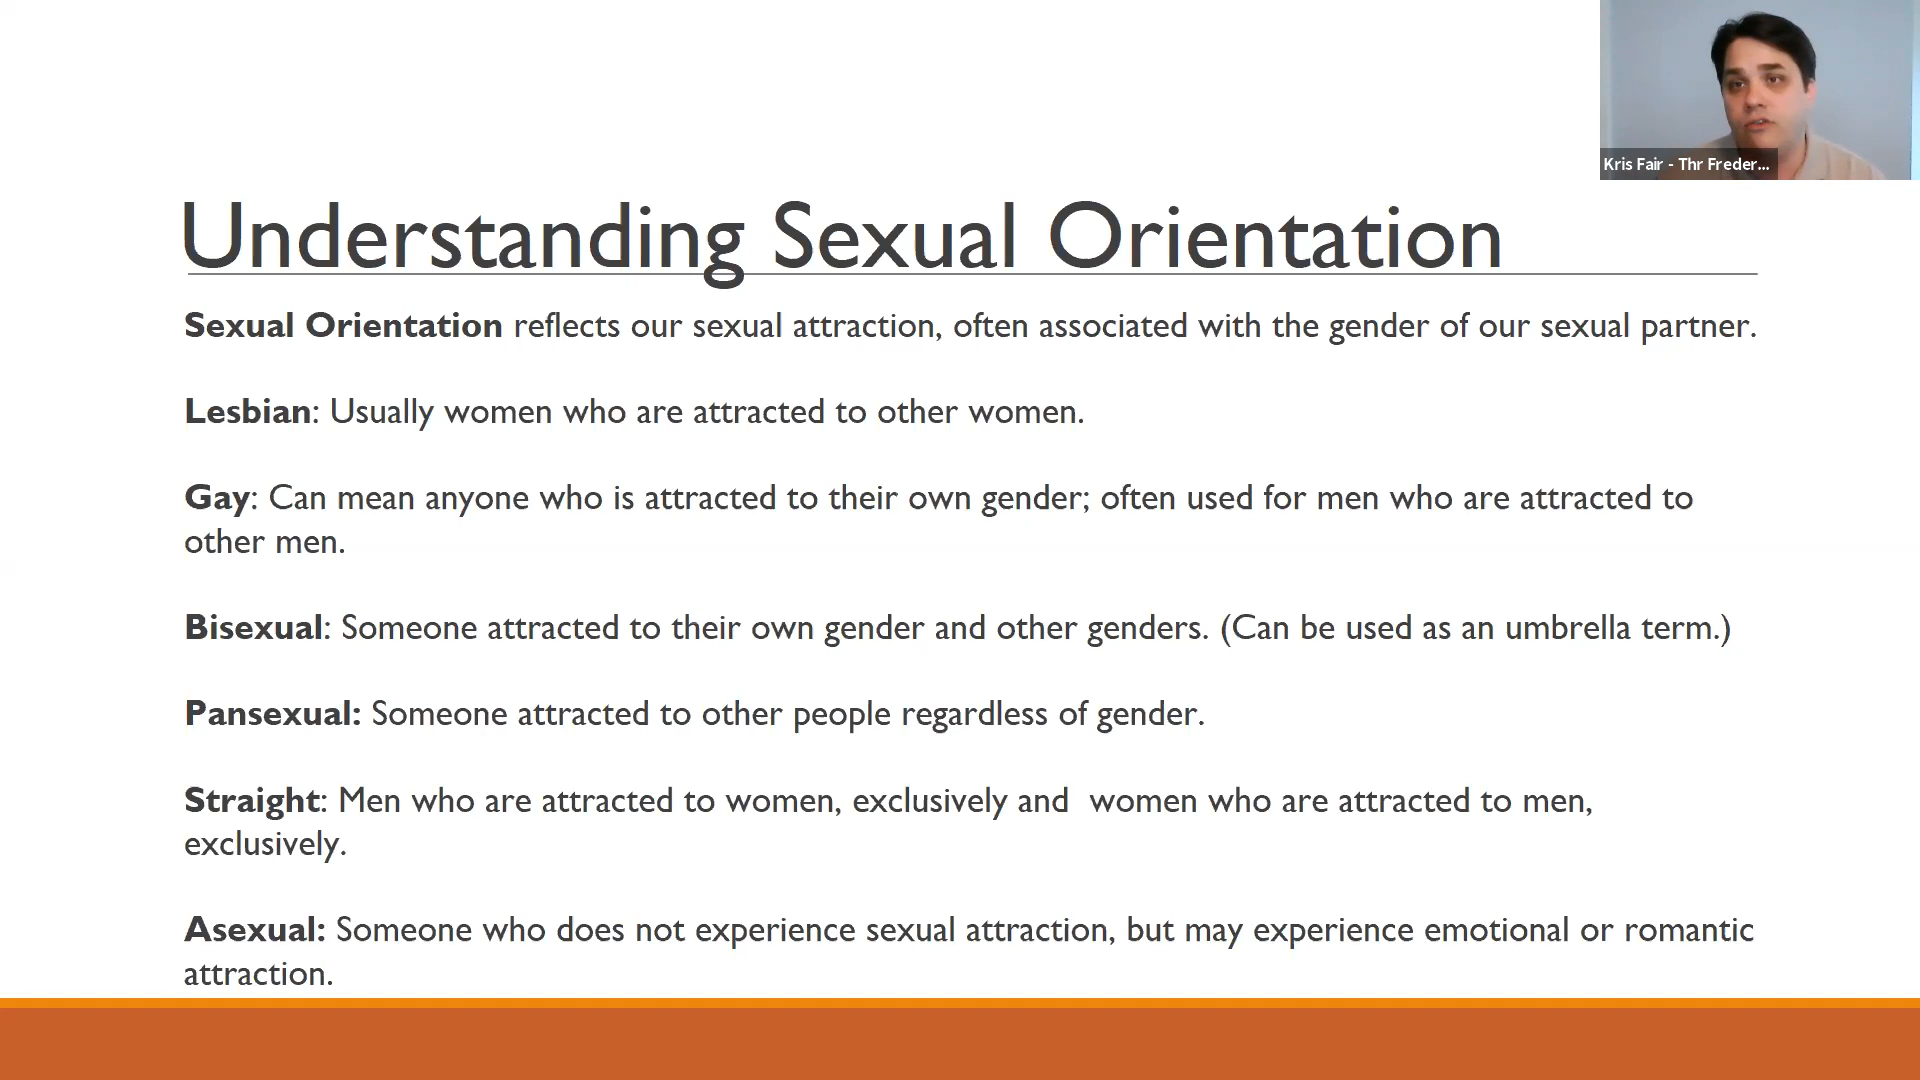 Kris Fair - Thr Freder...
Understanding Sexual Orientation
Sexual Orientation reflects our sexual attraction, often associated with the gender of our sexual partner.
Lesbian: Usually women who are attracted to other women.
Gay: Can mean anyone who is attracted to their own gender; often used for men who are attracted to
other men.
Bisexual: Someone attracted to their own gender and other genders. (Can be used as an umbrella term.)
Pansexual: Someone attracted to other people regardless of gender.
Straight: Men who are attracted to women, exclusively and  women who are attracted to men,
exclusively.
Asexual: Someone who does not experience sexual attraction, but may experience emotional or romantic
attraction.